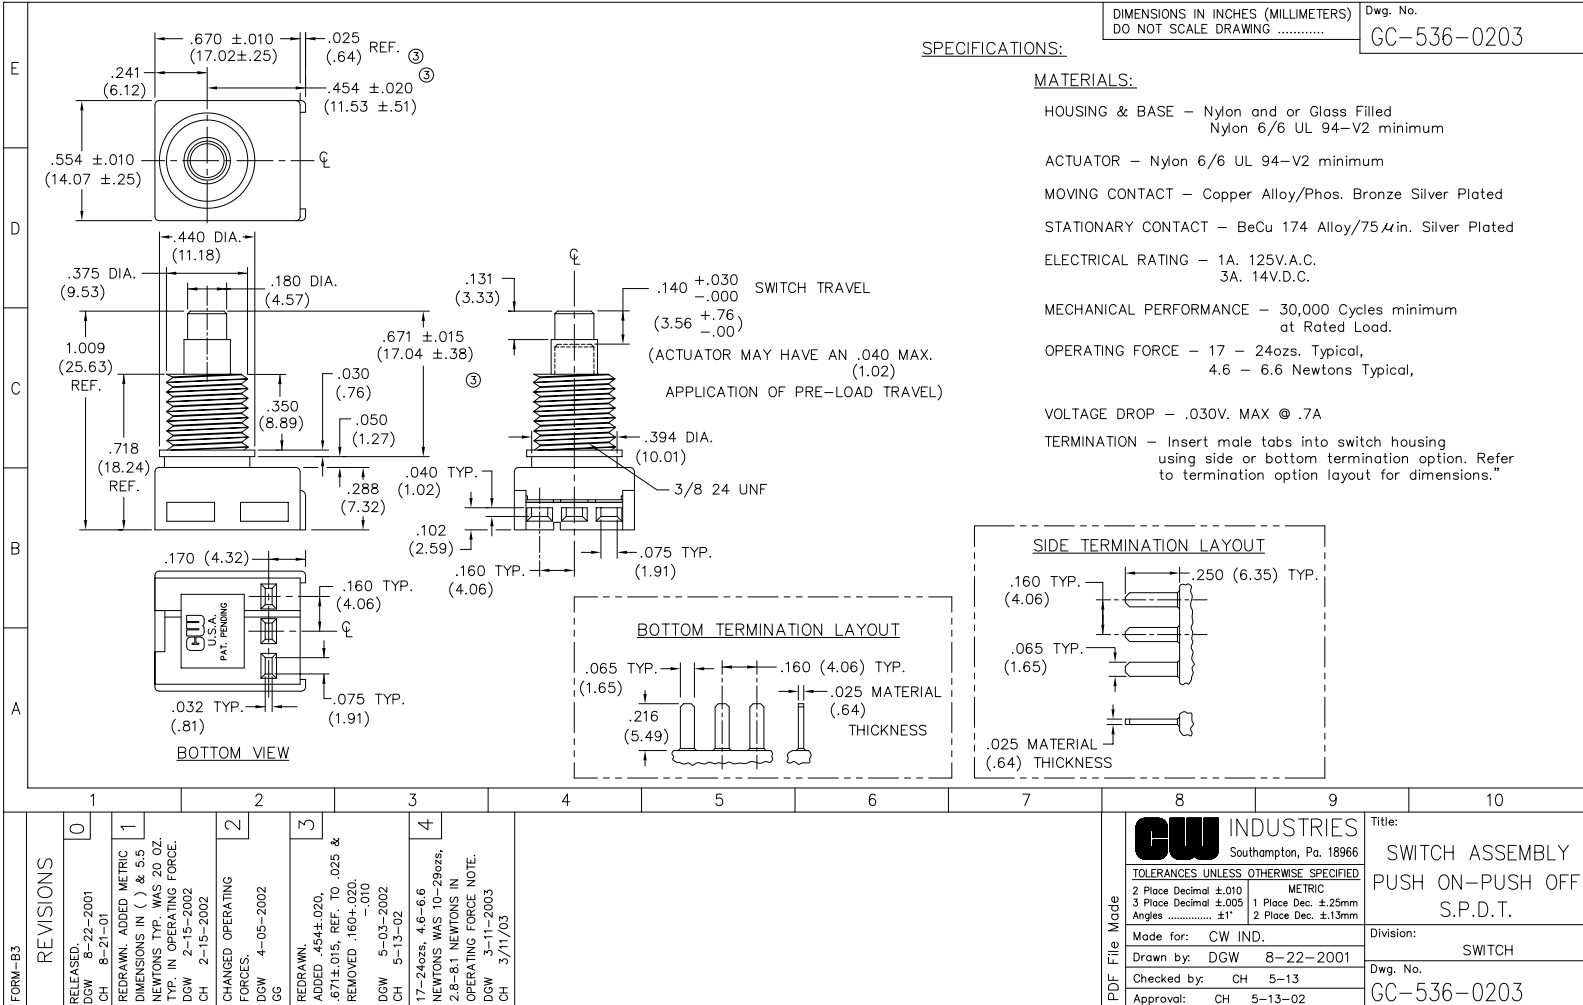 DIMENSIONS IN INCHES (MILLIMETERS)
DO NOT SCALE DRAWING ............
Dwg. No.
GC-536-0203
SPECIFICATIONS:
MATERIALS:
HOUSING & BASE – Nylon and or Glass Filled
Nylon 6/6 UL 94-V2 minimum
ACTUATOR – Nylon 6/6 UL 94-V2 minimum
MOVING CONTACT – Copper Alloy/Phos. Bronze Silver Plated
STATIONARY CONTACT – BeCu 174 Alloy/75 μin. Silver Plated
ELECTRICAL RATING – 1A. 125V.A.C.
3A. 14V.D.C.
MECHANICAL PERFORMANCE – 30,000 Cycles minimum
at Rated Load.
OPERATING FORCE – 17 – 24ozs. Typical,
4.6 – 6.6 Newtons Typical,
VOLTAGE DROP – .030V. MAX @ .7A
TERMINATION – Insert male tabs into switch housing
using side or bottom termination option. Refer
to termination option layout for dimensions."
E
D
C
B
A
.670 ±.010
(17.02±.25)
.025
(.64)
REF. ③
.241
(6.12)
③
.454 ±.020
(11.53 ±.51)
.554 ±.010
(14.07 ±.25)
℄
.440 DIA.
(11.18)
.375 DIA.
(9.53)
.180 DIA.
(4.57)
1.009
(25.63)
REF.
.671 ±.015
(17.04 ±.38)
③
.030
(.76)
.350
(8.89)
.050
(1.27)
.718
(18.24)
REF.
.288
(7.32)
℄
.131
(3.33)
.140 +.030
-.000
SWITCH TRAVEL
(3.56 +.76
-.00)
(ACTUATOR MAY HAVE AN .040 MAX.
(1.02)
APPLICATION OF PRE-LOAD TRAVEL)
.394 DIA.
(10.01)
.040 TYP.
(1.02)
3/8 24 UNF
.102
(2.59)
.075 TYP.
(1.91)
.160 TYP.
(4.06)
.170 (4.32)
.160 TYP.
(4.06)
℄
CW
U.S.A.
PAT. PENDING
.032 TYP.
(.81)
.075 TYP.
(1.91)
BOTTOM VIEW
BOTTOM TERMINATION LAYOUT
.065 TYP.
(1.65)
.160 (4.06) TYP.
.216
(5.49)
.025 MATERIAL
(.64)
THICKNESS
SIDE TERMINATION LAYOUT
.160 TYP.
(4.06)
.250 (6.35) TYP.
.065 TYP.
(1.65)
.025 MATERIAL
(.64) THICKNESS
1 2 3 4 5 6 7 8 9 10
FORM-B3
REVISIONS
0
RELEASED.
DGW 8-22-2001
CH 8-21-01
1
REDRAWN. ADDED METRIC
DIMENSIONS IN ( ) & 5.5
NEWTONS TYP. WAS 20 OZ.
TYP. IN OPERATING FORCE.
DGW 2-15-2002
CH 2-15-2002
2
CHANGED OPERATING
FORCES.
DGW 4-05-2002
GG
3
REDRAWN.
ADDED .454±.020,
.671±.015, REF. TO .025 &
REMOVED .160+.020.
-.010
DGW 5-03-2002
CH 5-13-02
4
17-24ozs, 4.6-6.6
NEWTONS WAS 10-29ozs,
2.8-8.1 NEWTONS IN
OPERATING FORCE NOTE.
DGW 3-11-2003
CH 3/11/03
PDF File Made
CW INDUSTRIES
Southampton, Pa. 18966
TOLERANCES UNLESS OTHERWISE SPECIFIED
2 Place Decimal ±.010
3 Place Decimal ±.005
Angles .............. ±1°
METRIC
1 Place Dec. ±.25mm
2 Place Dec. ±.13mm
Made for: CW IND.
Drawn by: DGW 8-22-2001
Checked by: CH 5-13
Approval: CH 5-13-02
Title:
SWITCH ASSEMBLY
PUSH ON-PUSH OFF
S.P.D.T.
Division:
SWITCH
Dwg. No.
GC-536-0203